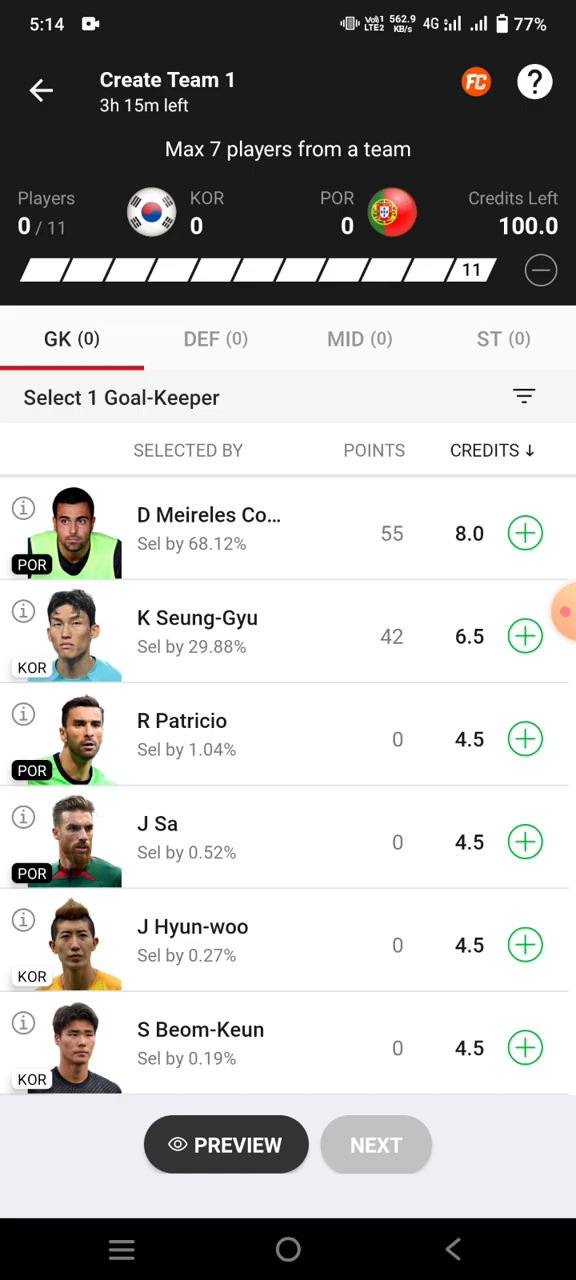 5:14 Vo)) 1 LTE2 562.9 KB/s 4G 77%
Create Team 1
3h 15m left
FC
?
Max 7 players from a team
Players KOR POR Credits Left
0 / 11 0 0 100.0
11
GK (0) DEF (0) MID (0) ST (0)
Select 1 Goal-Keeper
SELECTED BY POINTS CREDITS ↓
D Meireles Co...
Sel by 68.12%
55 8.0
POR
K Seung-Gyu
Sel by 29.88%
42 6.5
KOR
R Patricio
Sel by 1.04%
0 4.5
POR
J Sa
Sel by 0.52%
0 4.5
POR
J Hyun-woo
Sel by 0.27%
0 4.5
KOR
S Beom-Keun
Sel by 0.19%
0 4.5
KOR
PREVIEW NEXT